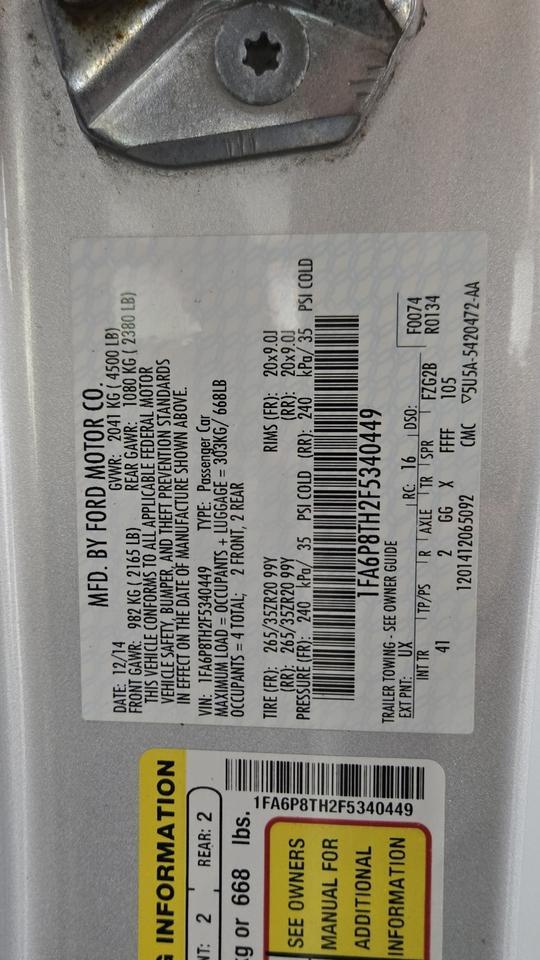 MFD. BY FORD MOTOR CO.
DATE: 12/14 GVWR: 2041 KG ( 4500 LB)
FRONT GAWR: 982 KG ( 2165 LB) REAR GAWR: 1080 KG ( 2380 LB)
THIS VEHICLE CONFORMS TO ALL APPLICABLE FEDERAL MOTOR
VEHICLE SAFETY, BUMPER, AND THEFT PREVENTION STANDARDS
IN EFFECT ON THE DATE OF MANUFACTURE SHOWN ABOVE.
VIN: 1FA6P8TH2F5340449 TYPE: Passenger Car
MAXIMUM LOAD = OCCUPANTS + LUGGAGE = 303KG/ 668LB
OCCUPANTS = 4 TOTAL; 2 FRONT, 2 REAR
TIRE (FR): 265/35ZR20 99Y RIMS (FR): 20x9.0J
(RR): 265/35ZR20 99Y (RR): 20x9.0J
PRESSURE (FR): 240 kPa/ 35 PSI COLD (RR): 240 kPa/ 35 PSI COLD
1FA6P8TH2F5340449
TRAILER TOWING - SEE OWNER GUIDE
EXT PNT: UX RC: 16 DSO: F0074
R0134
INT TR TP/PS R AXLE TR SPR FZG2B
41 2 GG X FFFF 105
1201412065092 CMC ▽5U5A-5420472-AA
G INFORMATION
NT: 2 REAR: 2
kg or 668 lbs.
1FA6P8TH2F5340449
SEE OWNERS
MANUAL FOR
ADDITIONAL
INFORMATION